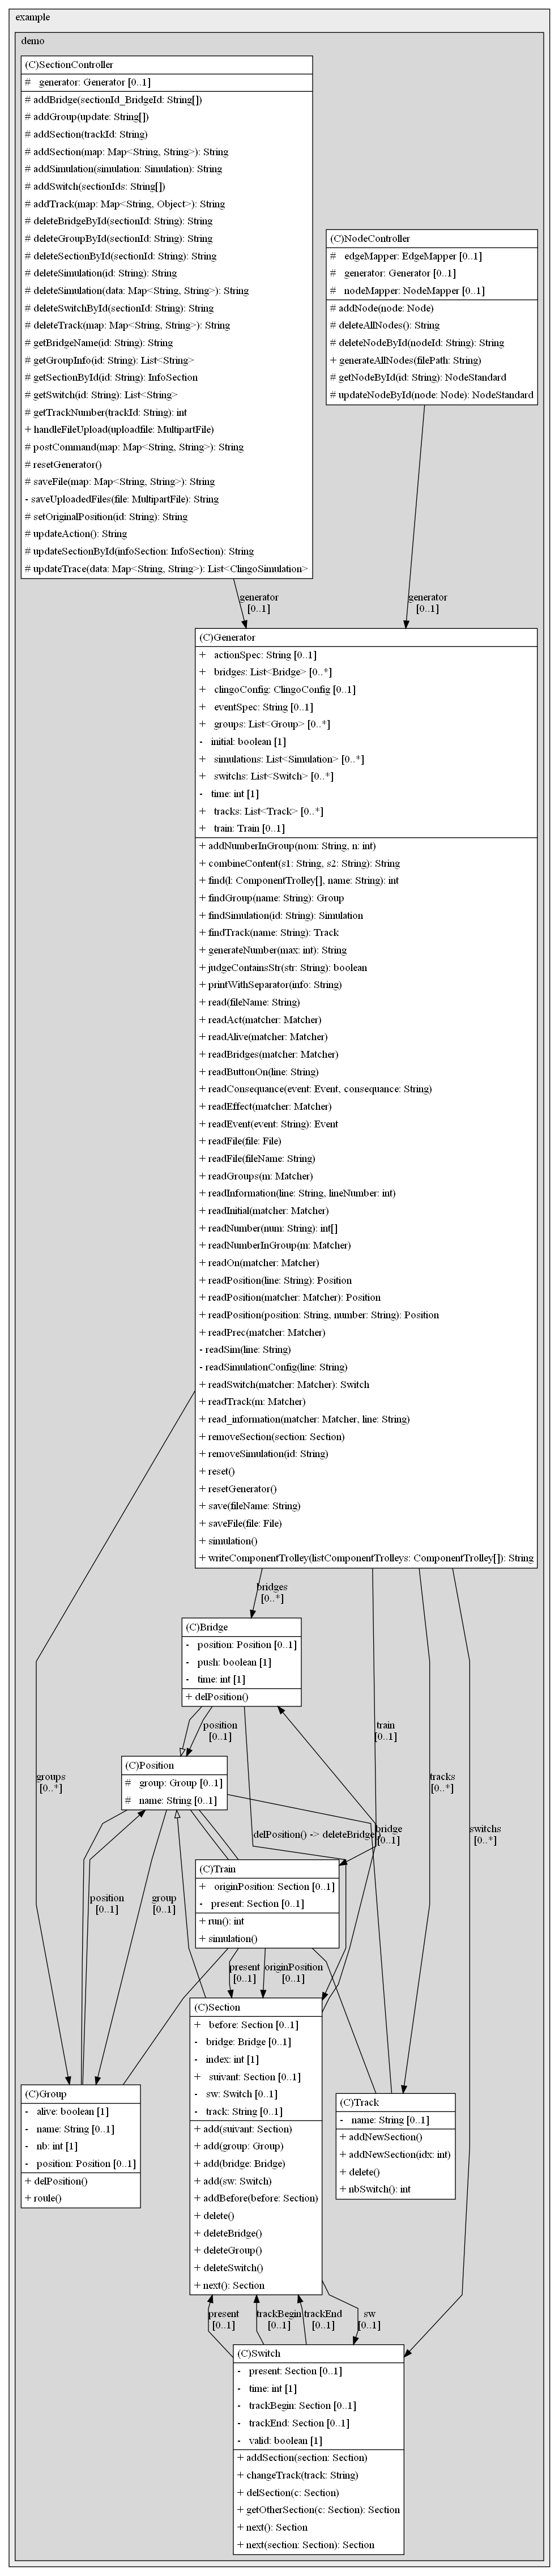 example
demo
(C)SectionController
# generator: Generator [0..1]
# addBridge(sectionId_BridgeId: String[])
# addGroup(update: String[])
# addSection(trackId: String)
# addSection(map: Map<String, String>): String
# addSimulation(simulation: Simulation): String
# addSwitch(sectionIds: String[])
# addTrack(map: Map<String, Object>): String
# deleteBridgeById(sectionId: String): String
# deleteGroupById(sectionId: String): String
# deleteSectionById(sectionId: String): String
# deleteSimulation(id: String): String
# deleteSimulation(data: Map<String, String>): String
# deleteSwitchById(sectionId: String): String
# deleteTrack(map: Map<String, String>): String
# getBridgeName(id: String): String
# getGroupInfo(id: String): List<String>
# getSectionById(id: String): InfoSection
# getSwitch(id: String): List<String>
# getTrackNumber(trackId: String): int
+ handleFileUpload(uploadfile: MultipartFile)
# postCommand(map: Map<String, String>): String
# resetGenerator()
# saveFile(map: Map<String, String>): String
- saveUploadedFiles(file: MultipartFile): String
# setOriginalPosition(id: String): String
# updateAction(): String
# updateSectionById(infoSection: InfoSection): String
# updateTrace(data: Map<String, String>): List<ClingoSimulation>
(C)NodeController
# edgeMapper: EdgeMapper [0..1]
# generator: Generator [0..1]
# nodeMapper: NodeMapper [0..1]
# addNode(node: Node)
# deleteAllNodes(): String
# deleteNodeById(nodeId: String): String
+ generateAllNodes(filePath: String)
# getNodeById(id: String): NodeStandard
# updateNodeById(node: Node): NodeStandard
generator
[0..1]
generator
[0..1]
(C)Generator
+ actionSpec: String [0..1]
+ bridges: List<Bridge> [0..*]
+ clingoConfig: ClingoConfig [0..1]
+ eventSpec: String [0..1]
+ groups: List<Group> [0..*]
- initial: boolean [1]
+ simulations: List<Simulation> [0..*]
+ switchs: List<Switch> [0..*]
- time: int [1]
+ tracks: List<Track> [0..*]
+ train: Train [0..1]
+ addNumberInGroup(nom: String, n: int)
+ combineContent(s1: String, s2: String): String
+ find(l: ComponentTrolley[], name: String): int
+ findGroup(name: String): Group
+ findSimulation(id: String): Simulation
+ findTrack(name: String): Track
+ generateNumber(max: int): String
+ judgeContainsStr(str: String): boolean
+ printWithSeparator(info: String)
+ read(fileName: String)
+ readAct(matcher: Matcher)
+ readAlive(matcher: Matcher)
+ readBridges(matcher: Matcher)
+ readButtonOn(line: String)
+ readConsequance(event: Event, consequance: String)
+ readEffect(matcher: Matcher)
+ readEvent(event: String): Event
+ readFile(file: File)
+ readFile(fileName: String)
+ readGroups(m: Matcher)
+ readInformation(line: String, lineNumber: int)
+ readInitial(matcher: Matcher)
+ readNumber(num: String): int[]
+ readNumberInGroup(m: Matcher)
+ readOn(matcher: Matcher)
+ readPosition(line: String): Position
+ readPosition(matcher: Matcher): Position
+ readPosition(position: String, number: String): Position
+ readPrec(matcher: Matcher)
- readSim(line: String)
- readSimulationConfig(line: String)
+ readSwitch(matcher: Matcher): Switch
+ readTrack(m: Matcher)
+ read_information(matcher: Matcher, line: String)
+ removeSection(section: Section)
+ removeSimulation(id: String)
+ reset()
+ resetGenerator()
+ save(fileName: String)
+ saveFile(file: File)
+ simulation()
+ writeComponentTrolley(listComponentTrolleys: ComponentTrolley[]): String
bridges
[0..*]
(C)Bridge
- position: Position [0..1]
- push: boolean [1]
- time: int [1]
+ delPosition()
position
[0..1]
train
[0..1]
groups
[0..*]
tracks
[0..*]
switchs
[0..*]
(C)Position
# group: Group [0..1]
# name: String [0..1]
delPosition() -> deleteBridge
bridge
[0..1]
position
[0..1]
group
[0..1]
(C)Train
+ originPosition: Section [0..1]
- present: Section [0..1]
+ run(): int
+ simulation()
present
[0..1]
originPosition
[0..1]
(C)Section
+ before: Section [0..1]
- bridge: Bridge [0..1]
- index: int [1]
+ suivant: Section [0..1]
- sw: Switch [0..1]
- track: String [0..1]
+ add(suivant: Section)
+ add(group: Group)
+ add(bridge: Bridge)
+ add(sw: Switch)
+ addBefore(before: Section)
+ delete()
+ deleteBridge()
+ deleteGroup()
+ deleteSwitch()
+ next(): Section
(C)Group
- alive: boolean [1]
- name: String [0..1]
- nb: int [1]
- position: Position [0..1]
+ delPosition()
+ roule()
(C)Track
- name: String [0..1]
+ addNewSection()
+ addNewSection(idx: int)
+ delete()
+ nbSwitch(): int
present
[0..1]
trackBegin
[0..1]
trackEnd
[0..1]
sw
[0..1]
(C)Switch
- present: Section [0..1]
- time: int [1]
- trackBegin: Section [0..1]
- trackEnd: Section [0..1]
- valid: boolean [1]
+ addSection(section: Section)
+ changeTrack(track: String)
+ delSection(c: Section)
+ getOtherSection(c: Section): Section
+ next(): Section
+ next(section: Section): Section